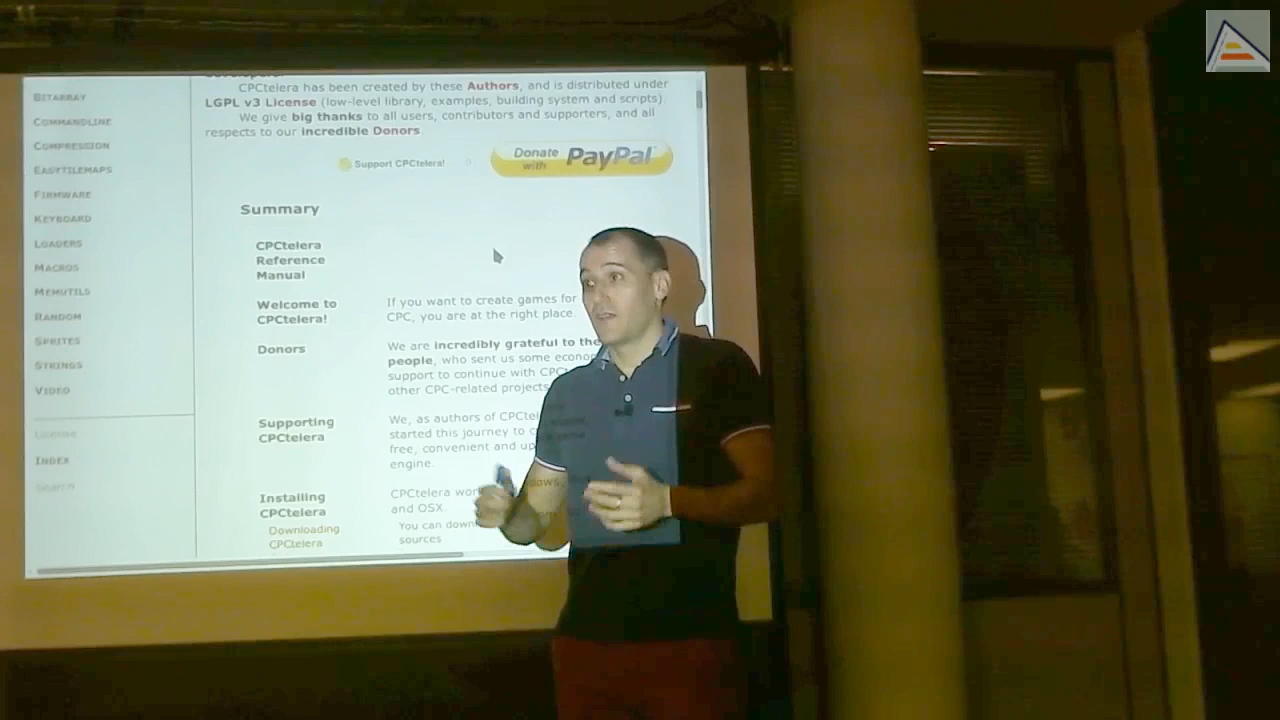 BITARRAY
COMMANDLINE
COMPRESSION
EASYTILEMAPS
FIRMWARE
KEYBOARD
LOADERS
MACROS
MEMUTILS
RANDOM
SPRITES
STRINGS
VIDEO
LICENSE
INDEX
SEARCH
CPCtelera has been created by these Authors, and is distributed under
LGPL v3 License (low-level library, examples, building system and scripts).
We give big thanks to all users, contributors and supporters, and all
respects to our incredible Donors.
Support CPCtelera!
Donate with PayPal
Summary
CPCtelera
Reference
Manual
Welcome to
CPCtelera!
If you want to create games for
CPC, you are at the right place.
Donors
We are incredibly grateful to the
people, who sent us some
support to continue with
other CPC-related projects
Supporting
CPCtelera
We, as authors of
started this journey to
free, convenient and
engine.
Installing
CPCtelera
CPCtelera
and OSX.
Downloading
CPCtelera
You can
sources